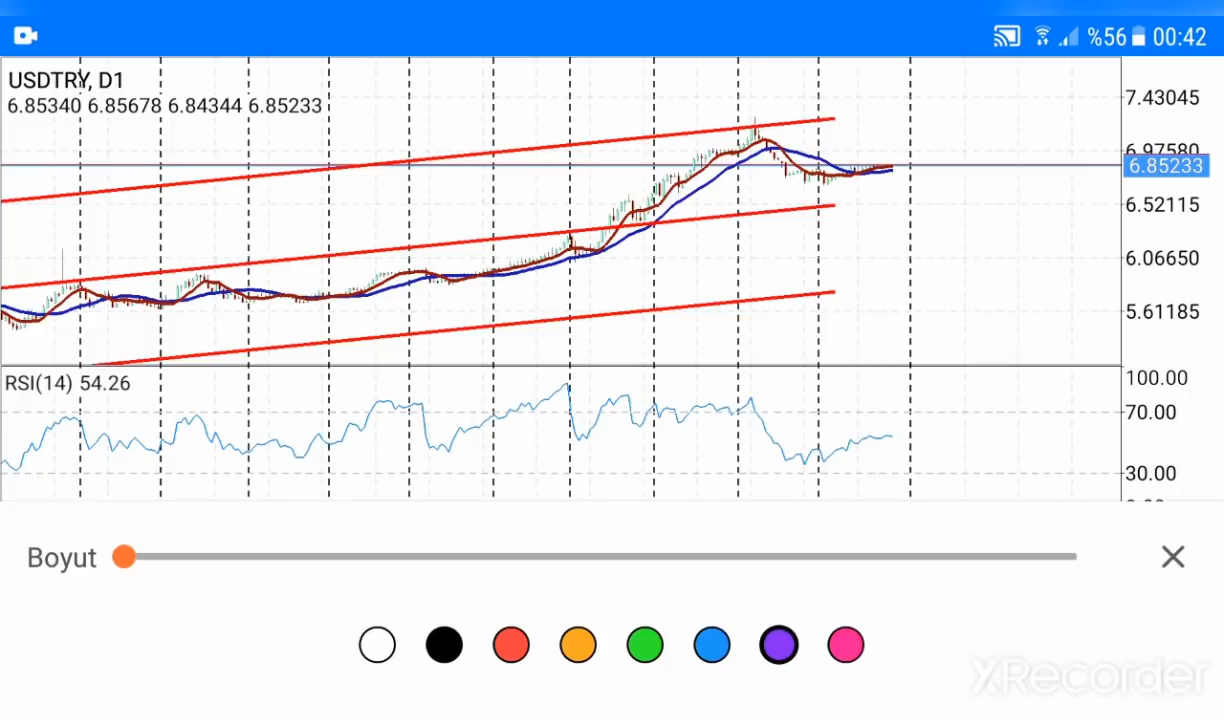 %56 00:42
USDTRY, D1
6.85340 6.85678 6.84344 6.85233
7.43045
6.97580
6.85233
6.52115
6.06650
5.61185
RSI(14) 54.26
100.00
70.00
30.00
Boyut
XRecorder